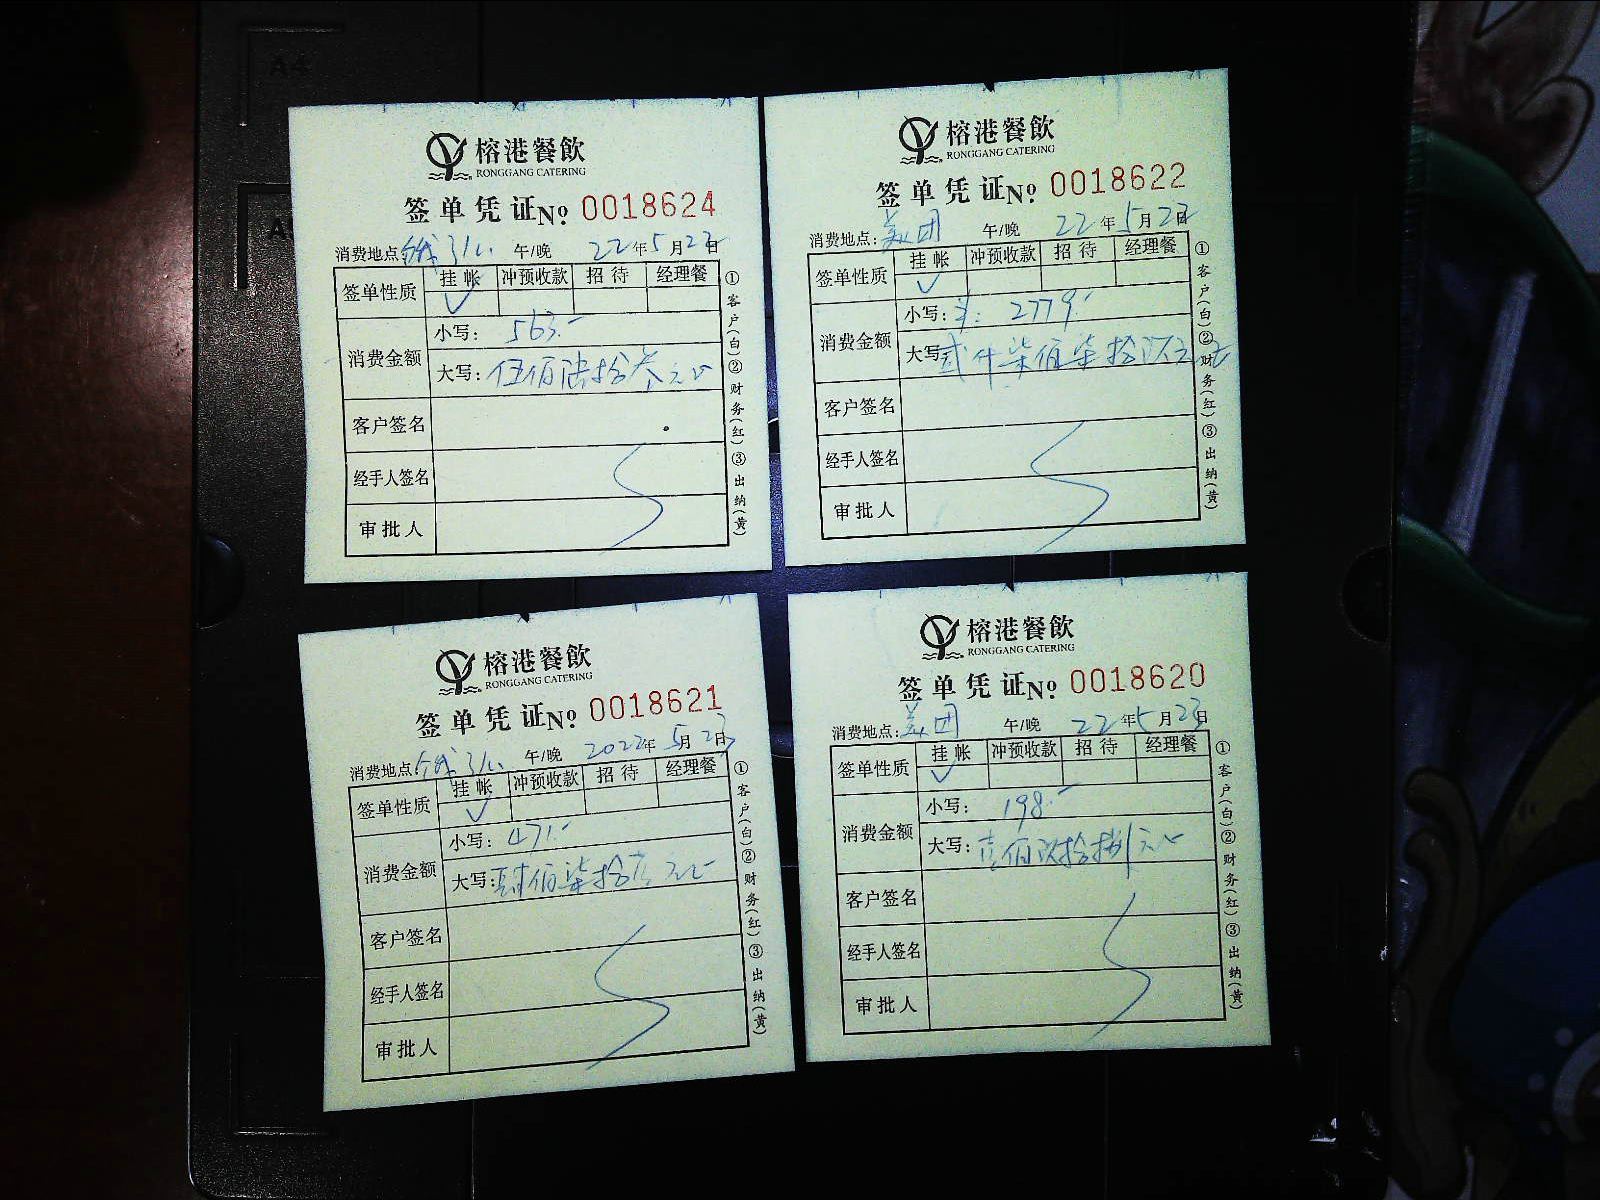 榕港餐飲
RONGGANG CATERING
签单凭证No. 0018624
消费地点: 午/晚 22年5月23日
签单性质 挂帐 冲预收款 招待 经理餐
✓
消费金额 小写: 563.-
大写: 伍佰陆拾叁元正
客户签名
经手人签名
审批人
①客户(白)②财务(红)③出纳(黄)
榕港餐飲
RONGGANG CATERING
签单凭证No. 0018622
消费地点: 美团 午/晚 22年5月23日
签单性质 挂帐 冲预收款 招待 经理餐
✓
消费金额 小写: 2779.-
大写: 贰仟柒佰柒拾玖元正
客户签名
经手人签名
审批人
①客户(白)②财务(红)③出纳(黄)
榕港餐飲
RONGGANG CATERING
签单凭证No. 0018621
消费地点: 午/晚 2022年5月23日
签单性质 挂帐 冲预收款 招待 经理餐
✓
消费金额 小写: 471.-
大写: 肆佰柒拾壹元正
客户签名
经手人签名
审批人
①客户(白)②财务(红)③出纳(黄)
榕港餐飲
RONGGANG CATERING
签单凭证No. 0018620
消费地点: 美团 午/晚 22年5月23日
签单性质 挂帐 冲预收款 招待 经理餐
✓
消费金额 小写: 198.-
大写: 壹佰玖拾捌元正
客户签名
经手人签名
审批人
①客户(白)②财务(红)③出纳(黄)
A4